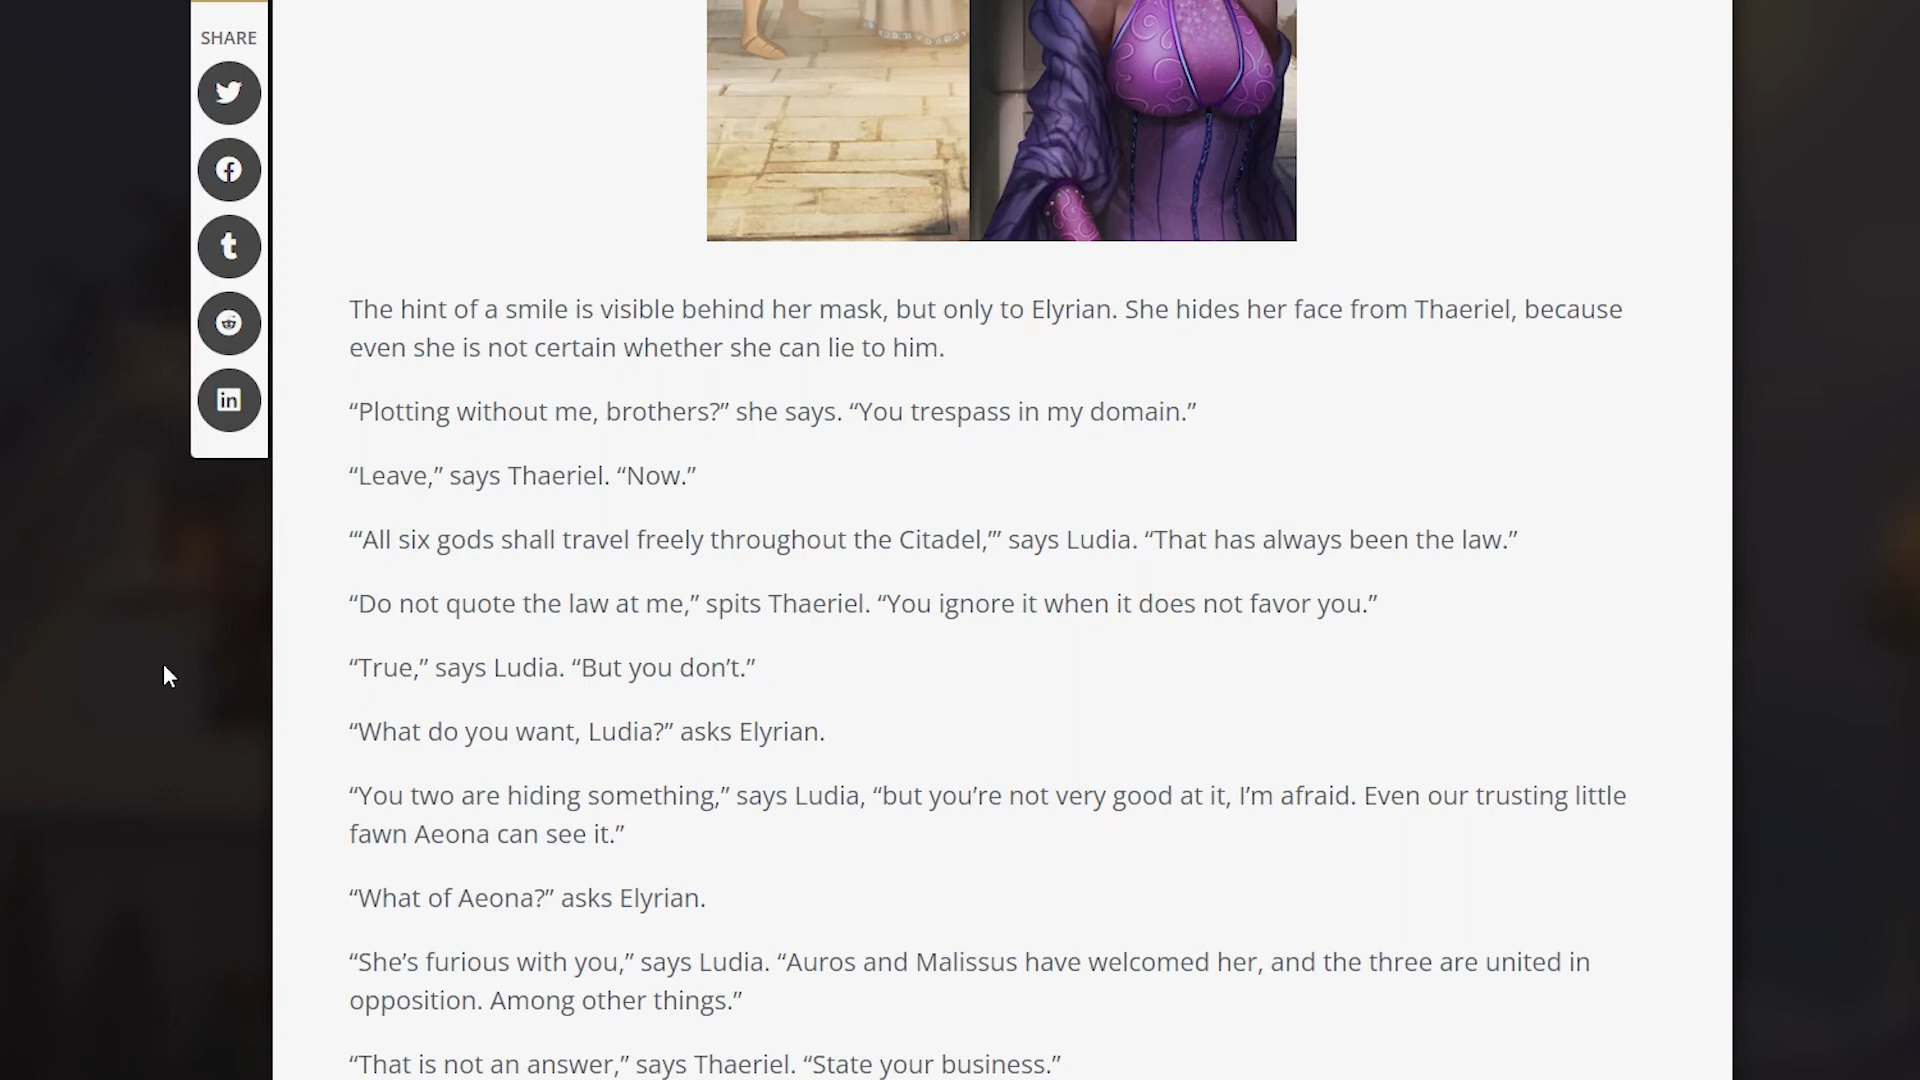 SHARE
The hint of a smile is visible behind her mask, but only to Elyrian. She hides her face from Thaeriel, because
even she is not certain whether she can lie to him.
“Plotting without me, brothers?” she says. “You trespass in my domain.”
“Leave,” says Thaeriel. “Now.”
“‘All six gods shall travel freely throughout the Citadel,’” says Ludia. “That has always been the law.”
“Do not quote the law at me,” spits Thaeriel. “You ignore it when it does not favor you.”
“True,” says Ludia. “But you don’t.”
“What do you want, Ludia?” asks Elyrian.
“You two are hiding something,” says Ludia, “but you’re not very good at it, I’m afraid. Even our trusting little
fawn Aeona can see it.”
“What of Aeona?” asks Elyrian.
“She’s furious with you,” says Ludia. “Auros and Malissus have welcomed her, and the three are united in
opposition. Among other things.”
“That is not an answer,” says Thaeriel. “State your business.”